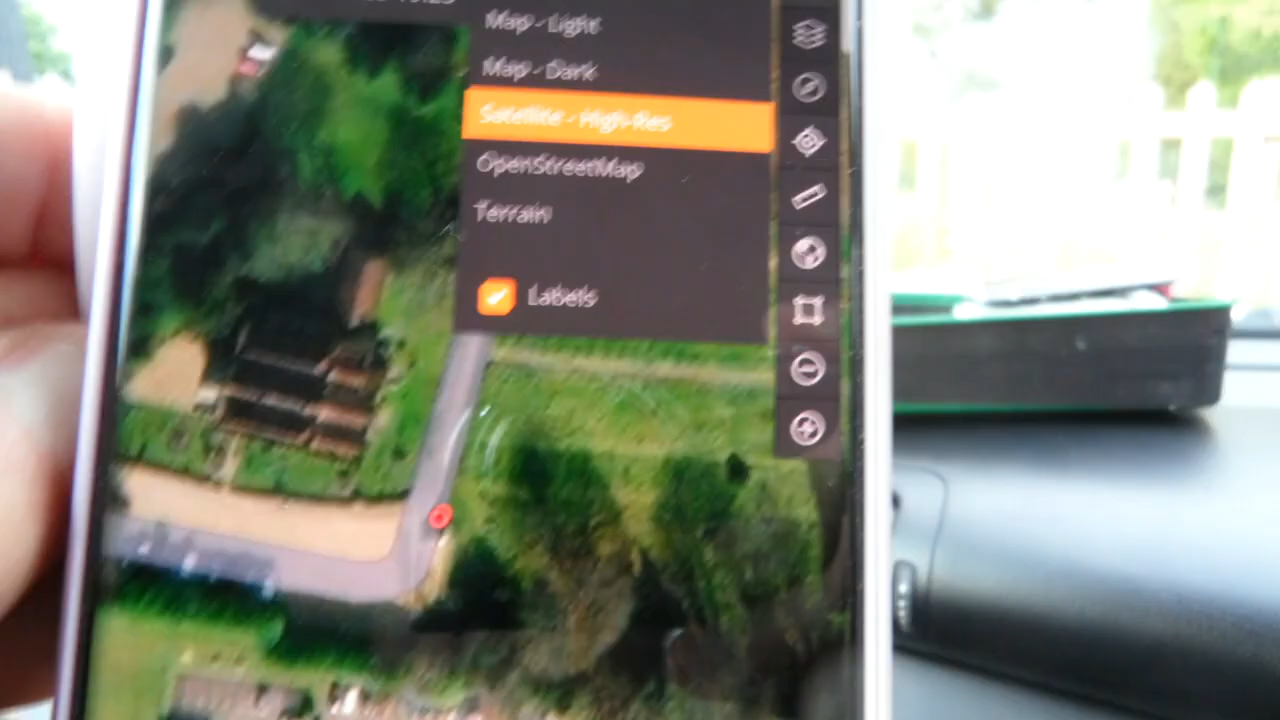 Map - Light
Map - Dark
Satellite - High-Res
OpenStreetMap
Terrain
Labels